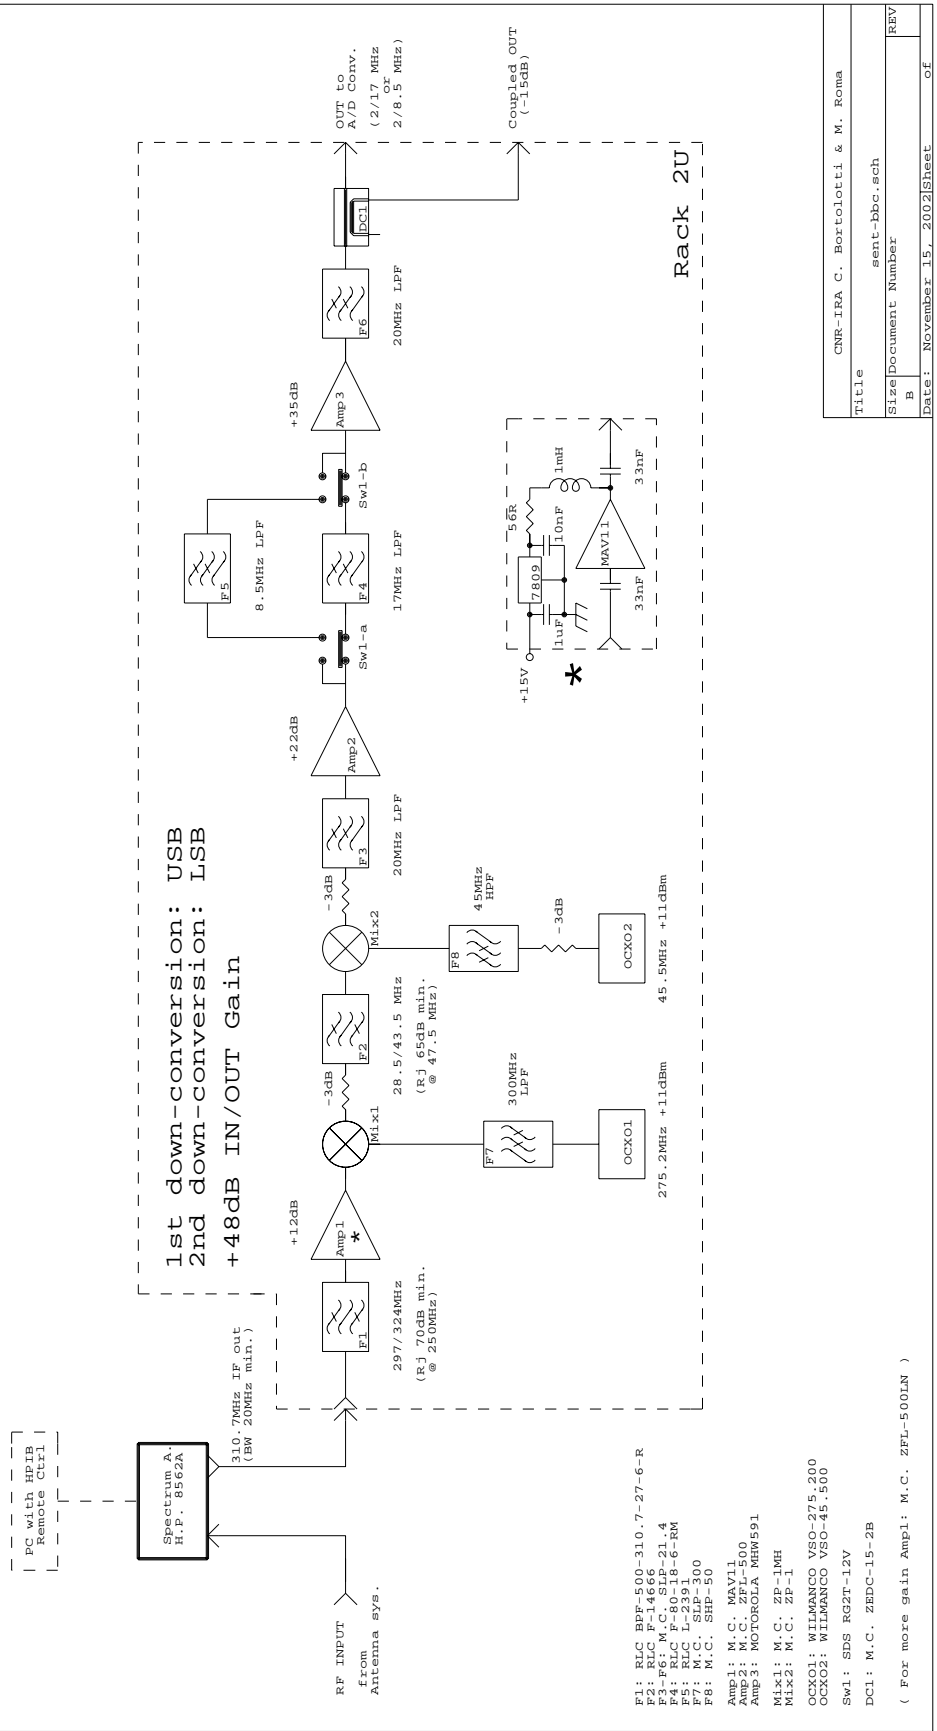 PC with HPIB
Remote Ctrl
Spectrum A.
H.P. 8562A
RF INPUT
from
Antenna sys.
310.7MHz IF out
(BW 20MHz min.)
1st down-conversion: USB
2nd down-conversion: LSB
+48dB IN/OUT Gain
F1
297/324MHz
(Rj 70dB min.
@ 250MHz)
+12dB
Amp1
*
Mix1
-3dB
F7
300MHz
LPF
OCXO1
275.2MHz +11dBm
F2
28.5/43.5 MHz
(Rj 65dB min.
@ 47.5 MHz)
Mix2
-3dB
F8
45MHz
HPF
-3dB
OCXO2
45.5MHz +11dBm
F3
20MHz LPF
+22dB
Amp2
Sw1-a
F5
8.5MHz LPF
F4
17MHz LPF
Sw1-b
+35dB
Amp3
F6
20MHz LPF
DC1
OUT to
A/D Conv.
(2/17 MHz
or
2/8.5 MHz)
Coupled OUT
(-15dB)
Rack 2U
*
+15V
1uF
7809
10nF
56R
1mH
33nF
MAV11
33nF
F1: RLC BPF-500-310.7-27-6-R
F2: RLC F-14666
F3-F6: M.C. SLP-21.4
F4: RLC F-80-18-6-RM
F5: RLC L-2391
F7: M.C. SLP-300
F8: M.C. SHP-50
Amp1: M.C. MAV11
Amp2: M.C. ZFL-500
Amp3: MOTOROLA MHW591
Mix1: M.C. ZP-1MH
Mix2: M.C. ZP-1
OCXO1: WILMANCO VSO-275.200
OCXO2: WILMANCO VSO-45.500
Sw1: SDS RG2T-12V
DC1: M.C. ZEDC-15-2B
( For more gain Amp1: M.C. ZFL-500LN )
CNR-IRA C. Bortolotti & M. Roma
Title
sent-bbc.sch
Size Document Number REV
B
Date: November 15, 2002 Sheet of